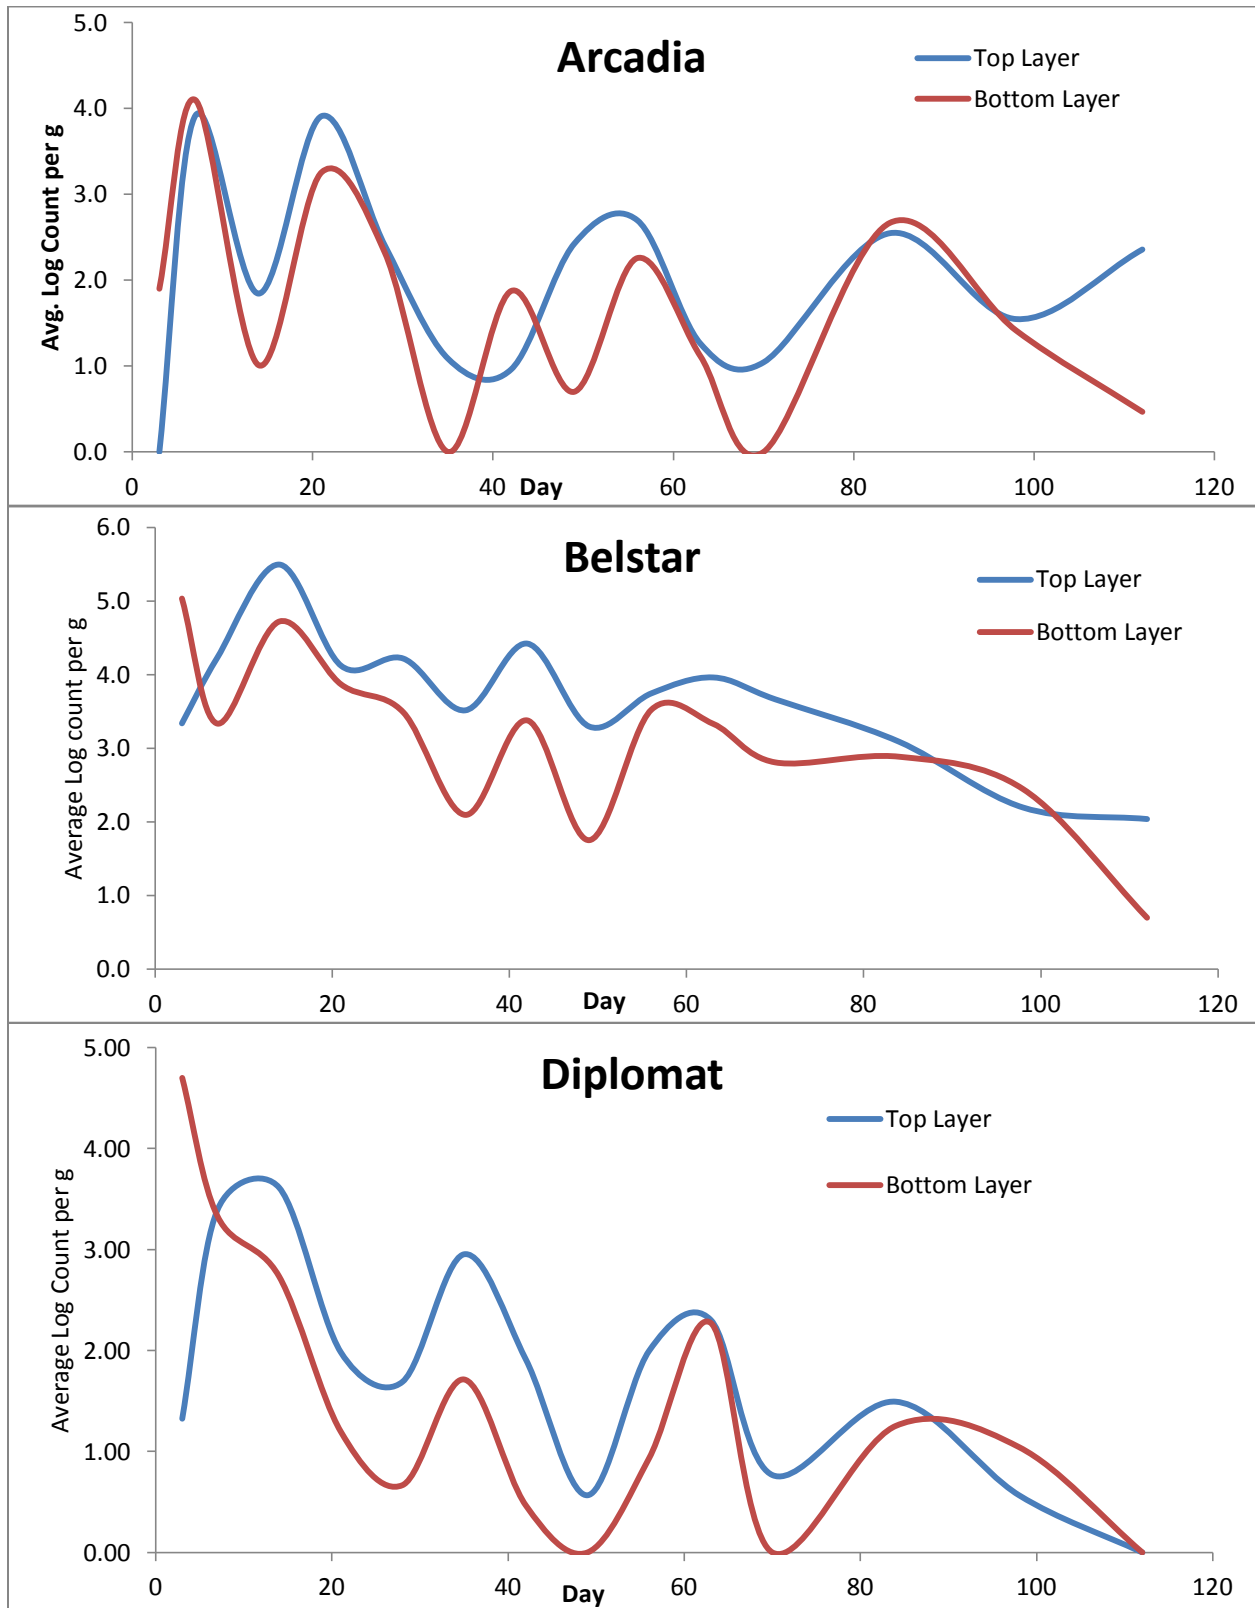 Arcadia
Top Layer
Bottom Layer
Avg. Log Count per g
5.0
4.0
3.0
2.0
1.0
0.0
0 20 40 60 80 100 120
Day
Belstar
Top Layer
Bottom Layer
Average Log count per g
6.0
5.0
4.0
3.0
2.0
1.0
0.0
0 20 40 60 80 100 120
Day
Diplomat
Top Layer
Bottom Layer
Average Log Count per g
5.00
4.00
3.00
2.00
1.00
0.00
0 20 40 60 80 100 120
Day